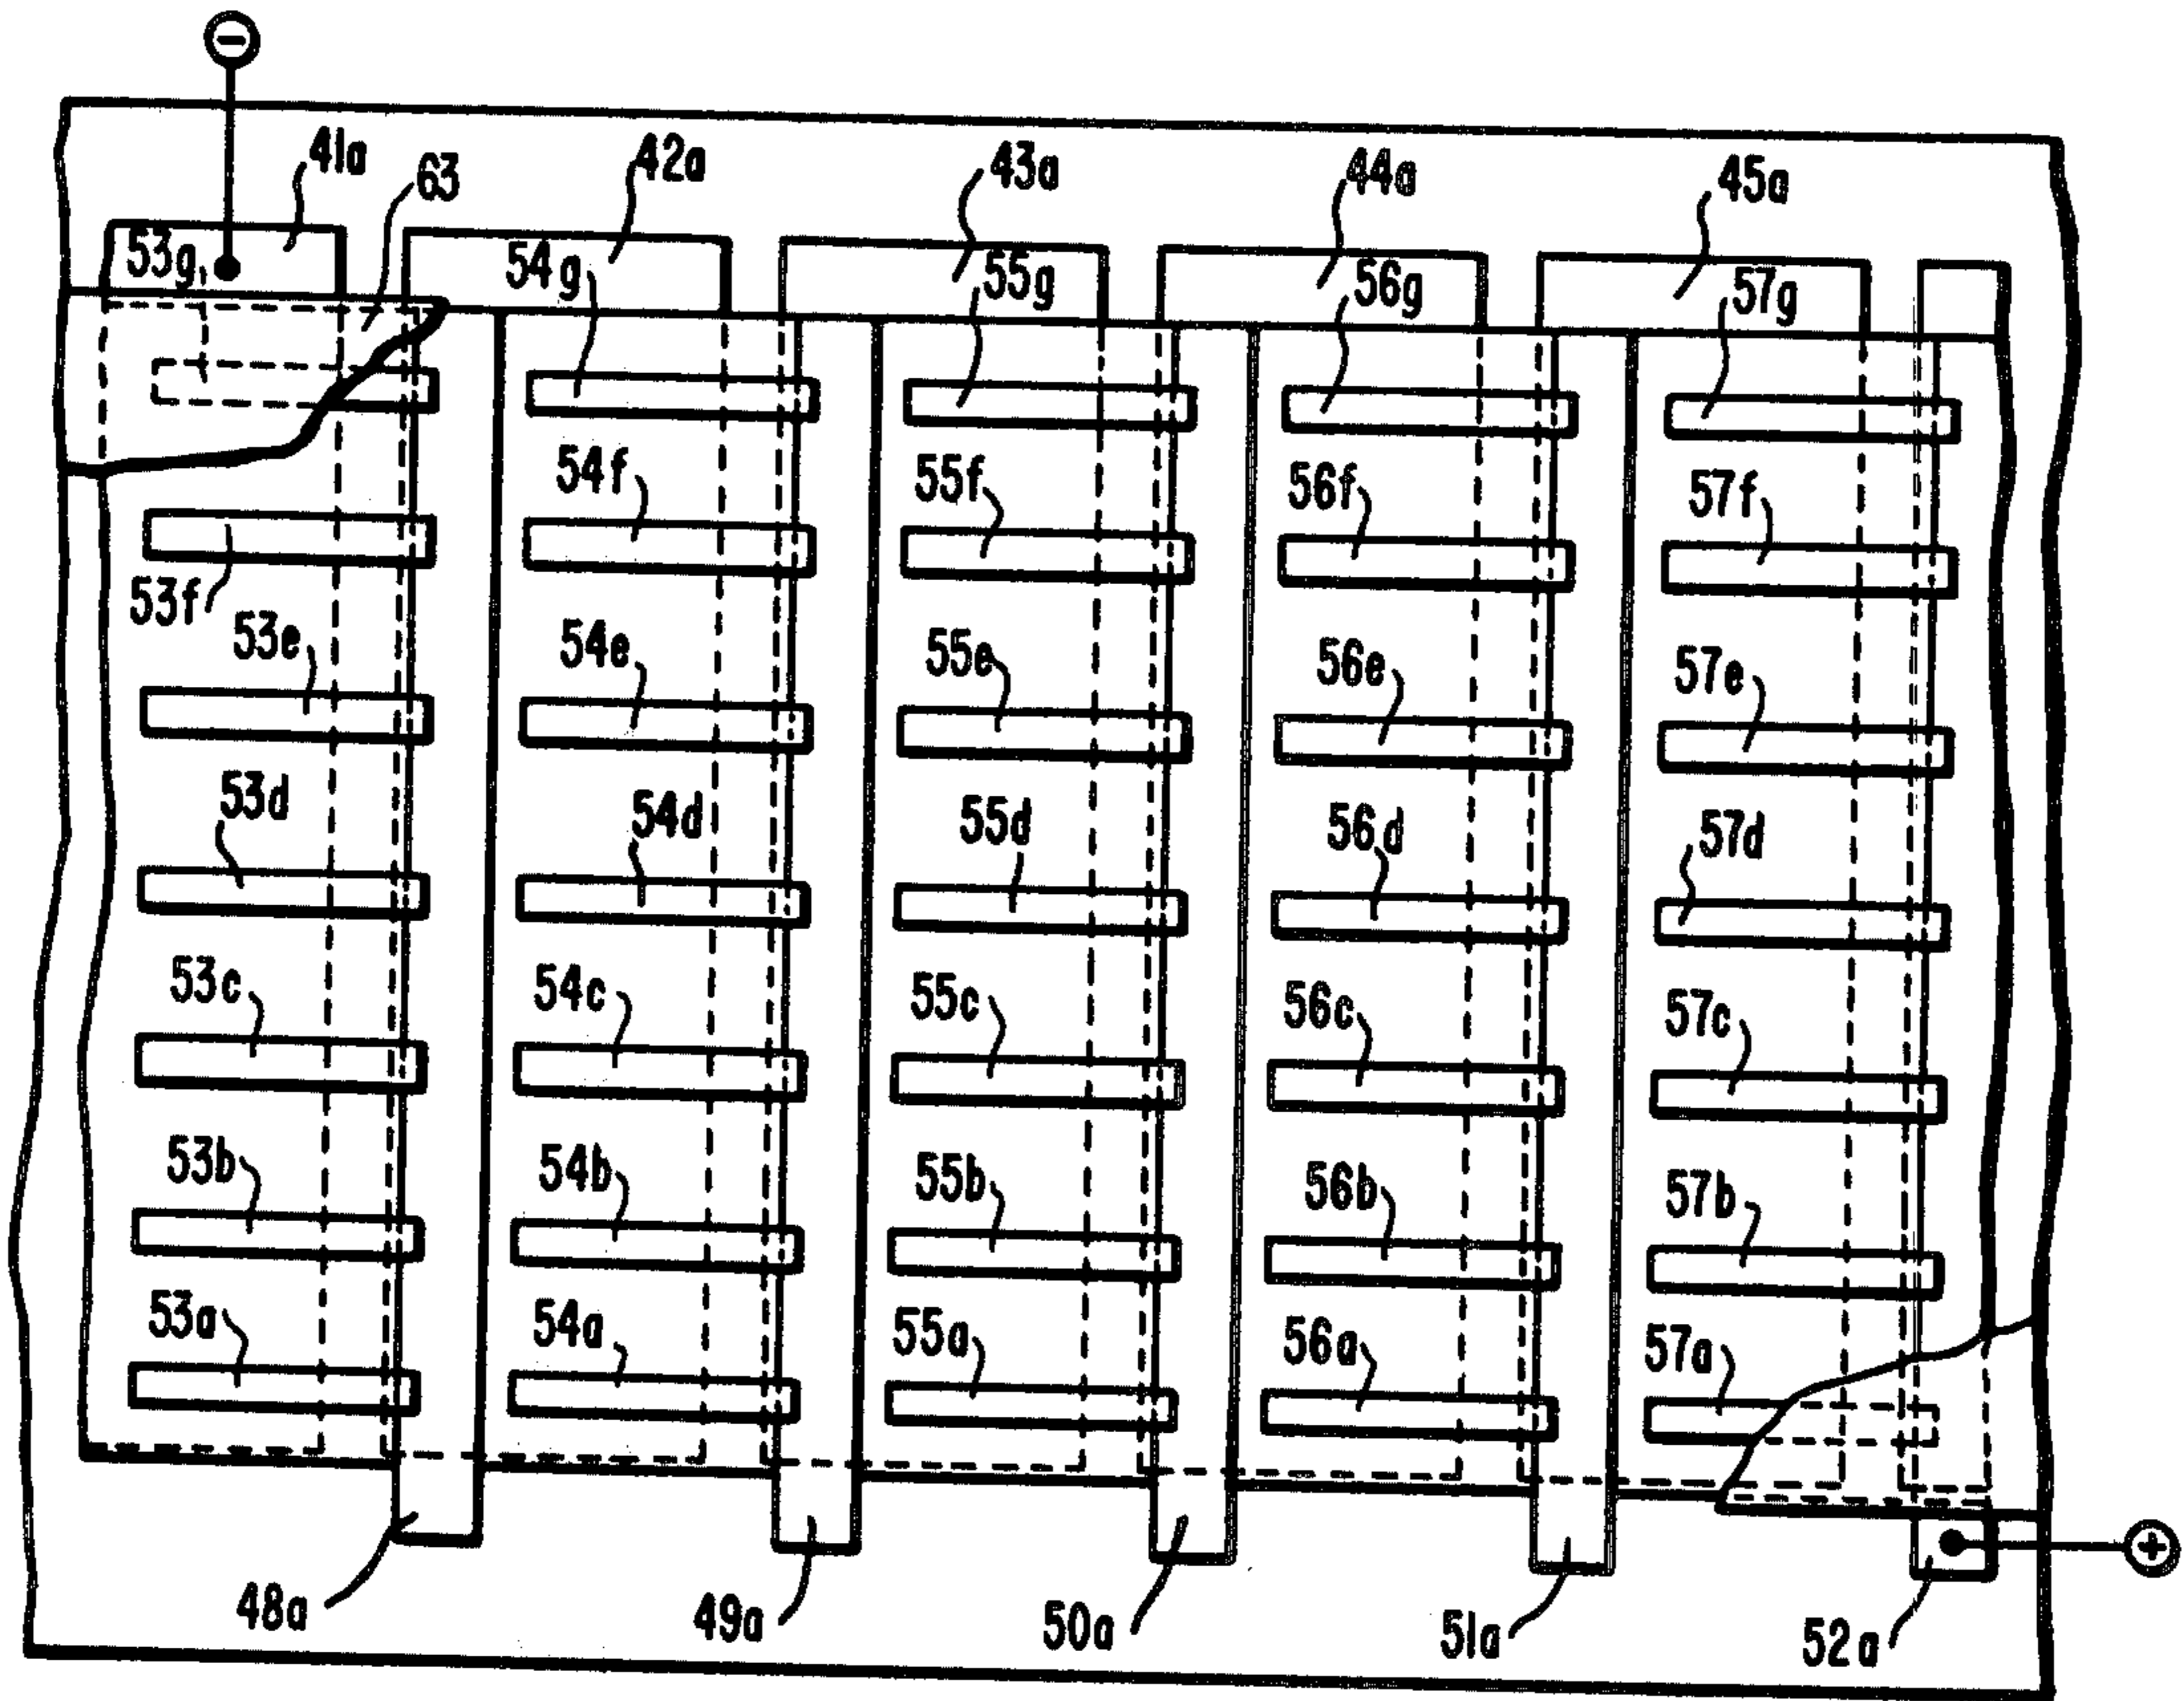 ⊖
41a 63 42a 43a 44a 45a
53g 54g 55g 56g 57g
54f 55f 56f 57f
53f
53e 54e 55e 56e 57e
53d 54d 55d 56d 57d
53c 54c 55c 56c 57c
53b 54b 55b 56b 57b
53a 54a 55a 56a 57a
⊕
48a 49a 50a 51a 52a